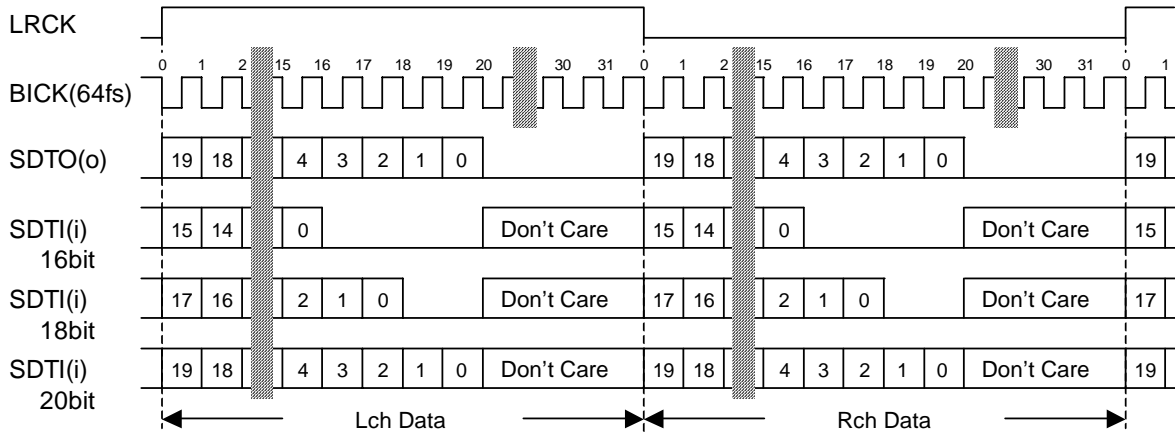 LRCK
0 1 2 15 16 17 18 19 20 30 31 0 1 2 15 16 17 18 19 20 30 31 0 1
BICK(64fs)
SDTO(o) 19 18 4 3 2 1 0 19 18 4 3 2 1 0 19
SDTI(i) 15 14 0 Don't Care 15 14 0 Don't Care 15
16bit
SDTI(i) 17 16 2 1 0 Don't Care 17 16 2 1 0 Don't Care 17
18bit
SDTI(i) 19 18 4 3 2 1 0 Don't Care 19 18 4 3 2 1 0 Don't Care 19
20bit
Lch Data Rch Data